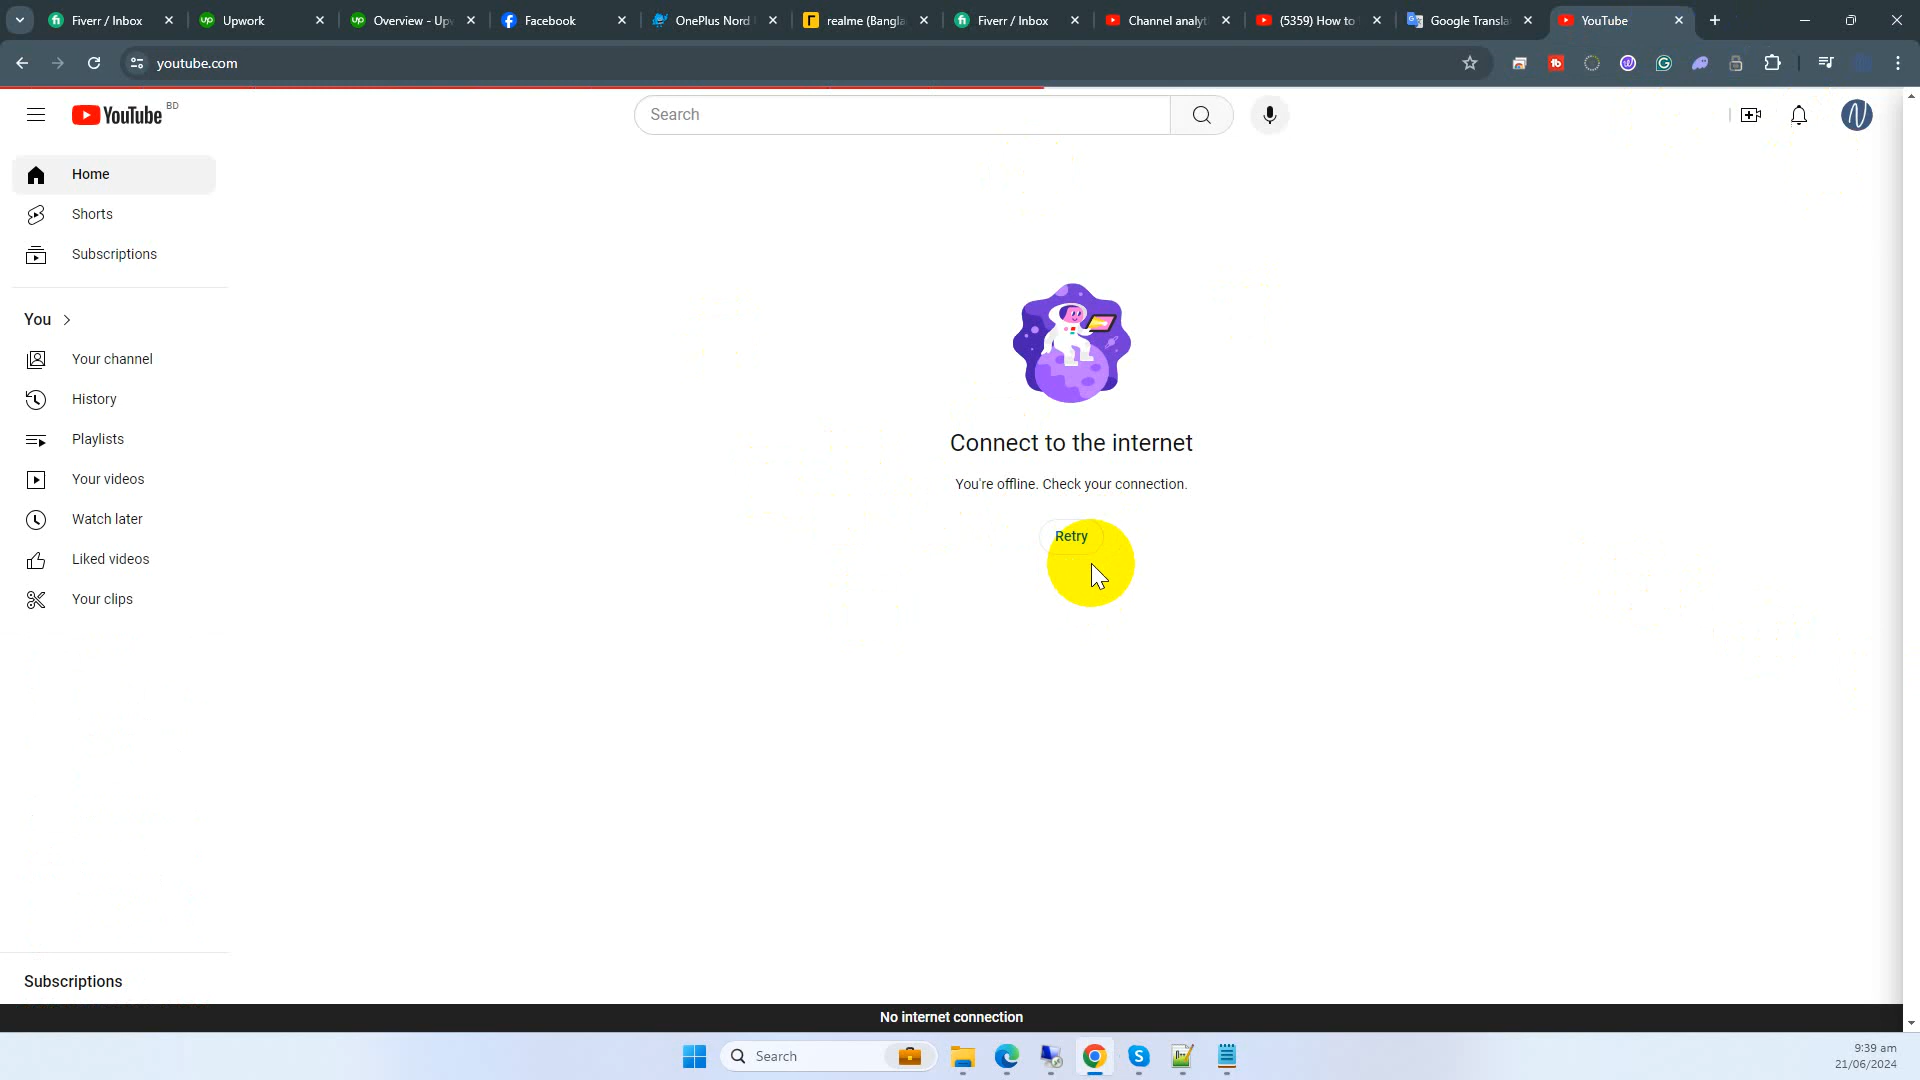 Fiverr / Inbox
Upwork
Overview - Up
Facebook
OnePlus Nord
realme (Bangla
Fiverr / Inbox
Channel analyt
(5359) How to
Google Transla
YouTube
youtube.com
YouTube BD
Search
Home
Shorts
Subscriptions
You
Your channel
History
Playlists
Your videos
Watch later
Liked videos
Your clips
Connect to the internet
You're offline. Check your connection.
Retry
Subscriptions
No internet connection
Search
9:39 am
21/06/2024